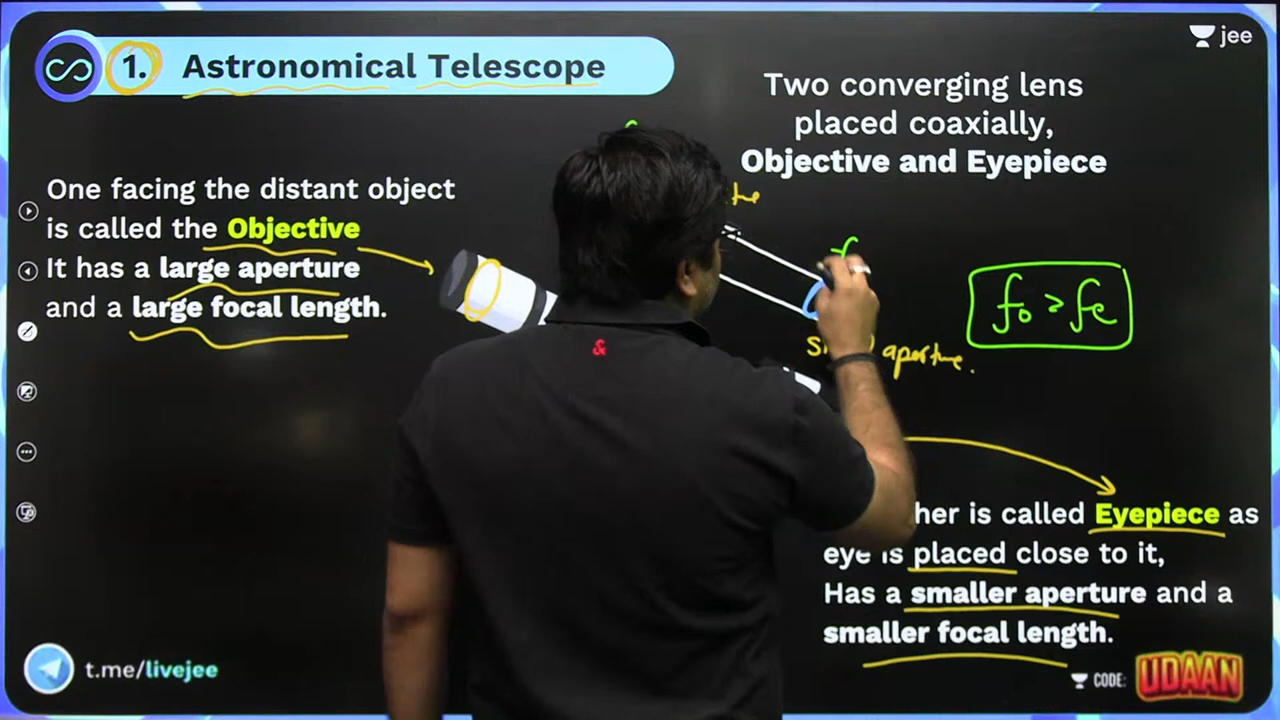 1. Astronomical Telescope
jee
Two converging lens
placed coaxially,
Objective and Eyepiece
One facing the distant object
is called the Objective
It has a large aperture
and a large focal length.
fo > fe
aperture.
her is called Eyepiece as
eye is placed close to it,
Has a smaller aperture and a
smaller focal length.
t.me/livejee
CODE: UDAAN